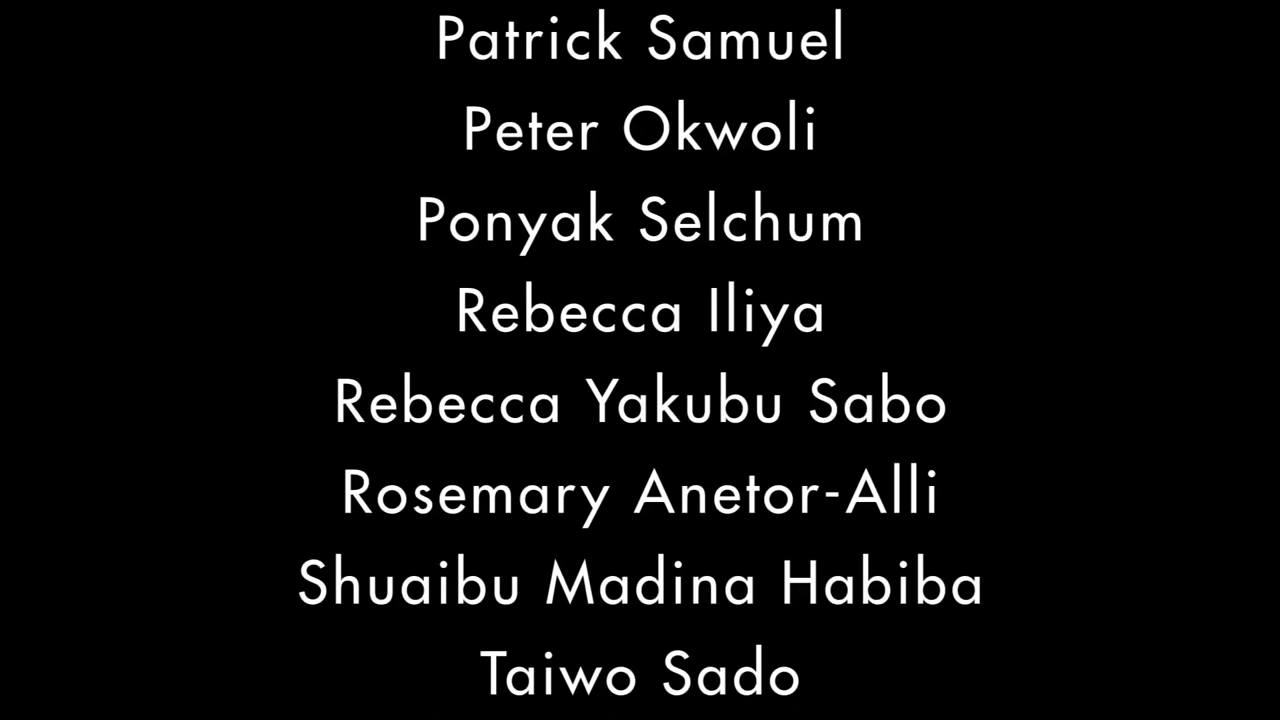 Patrick Samuel
Peter Okwoli
Ponyak Selchum
Rebecca Iliya
Rebecca Yakubu Sabo
Rosemary Anetor-Alli
Shuaibu Madina Habiba
Taiwo Sado